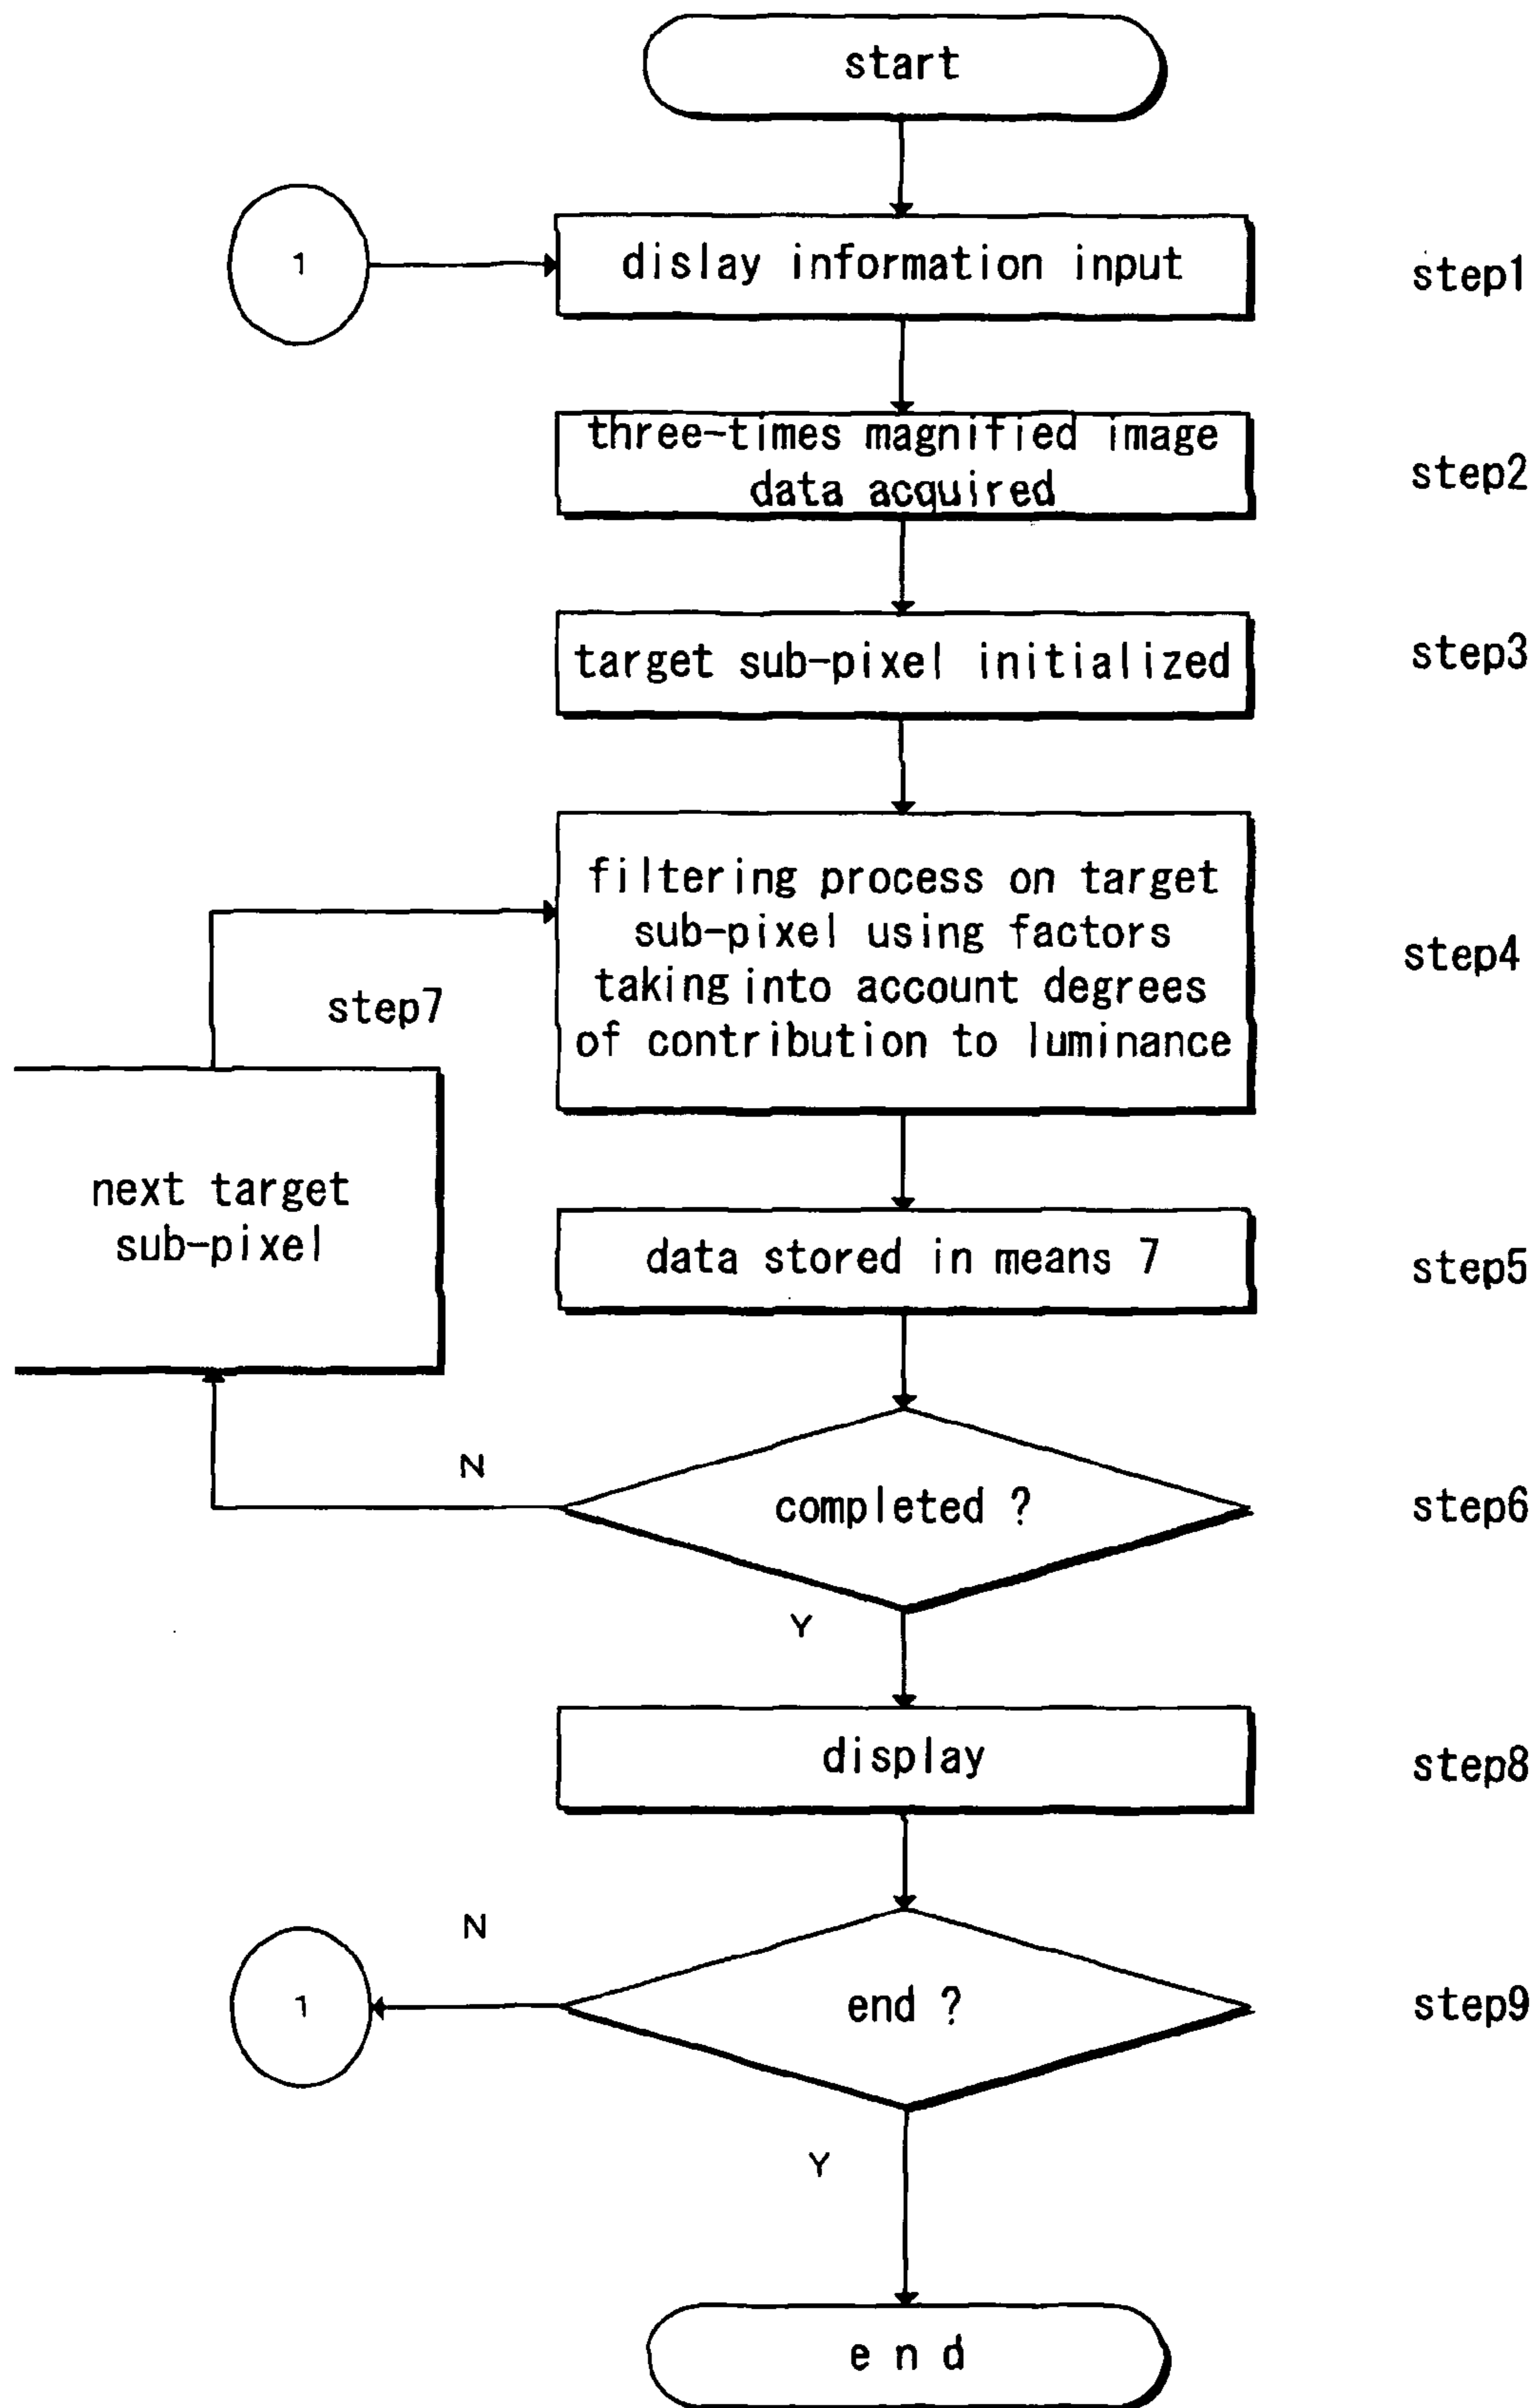 start
1
dislay information input
step1
three-times magnified image
data acquired
step2
target sub-pixel initialized
step3
filtering process on target
sub-pixel using factors
taking into account degrees
of contribution to luminance
step4
step7
next target
sub-pixel
data stored in means 7
step5
N
completed ?
step6
Y
display
step8
N
1
end ?
step9
Y
end